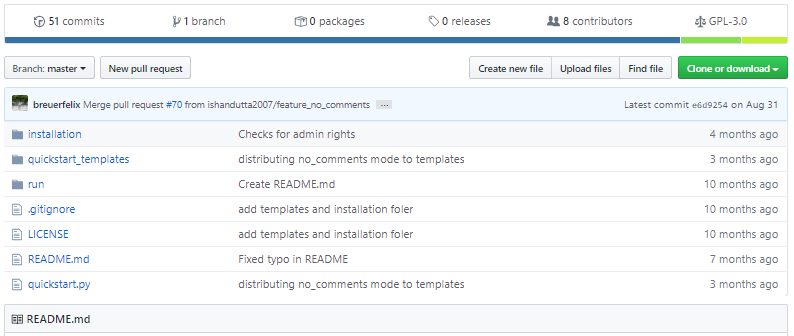 51 commits 1 branch 0 packages 0 releases 8 contributors GPL-3.0
Branch: master New pull request Create new file Upload files Find file Clone or download
breuerfelix Merge pull request #70 from ishandutta2007/feature_no_comments ... Latest commit e6d9254 on Aug 31
installation Checks for admin rights 4 months ago
quickstart_templates distributing no_comments mode to templates 3 months ago
run Create README.md 10 months ago
.gitignore add templates and installation foler 10 months ago
LICENSE add templates and installation foler 10 months ago
README.md Fixed typo in README 7 months ago
quickstart.py distributing no_comments mode to templates 3 months ago
README.md